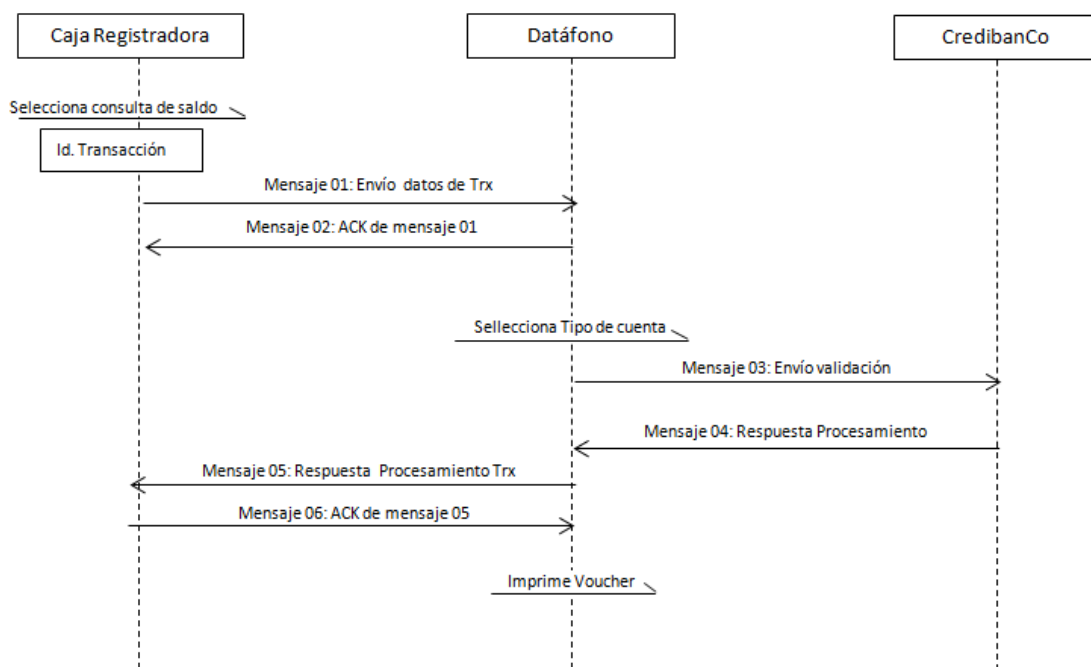 Caja Registradora
Datáfono
CredibanCo
Selecciona consulta de saldo
Id. Transacción
Mensaje 01: Envío datos de Trx
Mensaje 02: ACK de mensaje 01
Sellecciona Tipo de cuenta
Mensaje 03: Envío validación
Mensaje 04: Respuesta Procesamiento
Mensaje 05: Respuesta Procesamiento Trx
Mensaje 06: ACK de mensaje 05
Imprime Voucher